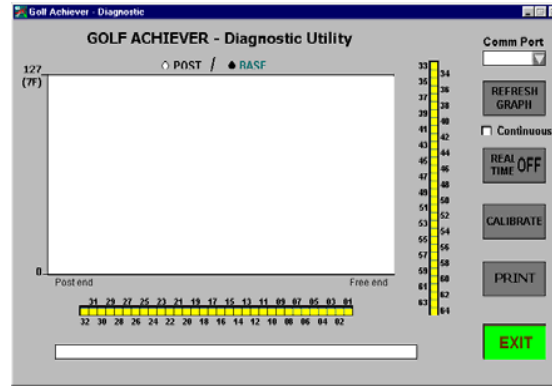 Golf Achiever - Diagnostic
GOLF ACHIEVER - Diagnostic Utility
POST / BASE
Comm Port
127
(7F)
0
Post end
Free end
33
34
35
36
37
38
39
40
41
42
43
44
45
46
47
48
49
50
51
52
53
54
55
56
57
58
59
60
61
62
63
64
REFRESH
GRAPH
Continuous
REAL
TIME OFF
CALIBRATE
PRINT
EXIT
31 29 27 25 23 21 19 17 15 13 11 09 07 05 03 01
32 30 28 26 24 22 20 18 16 14 12 10 08 06 04 02